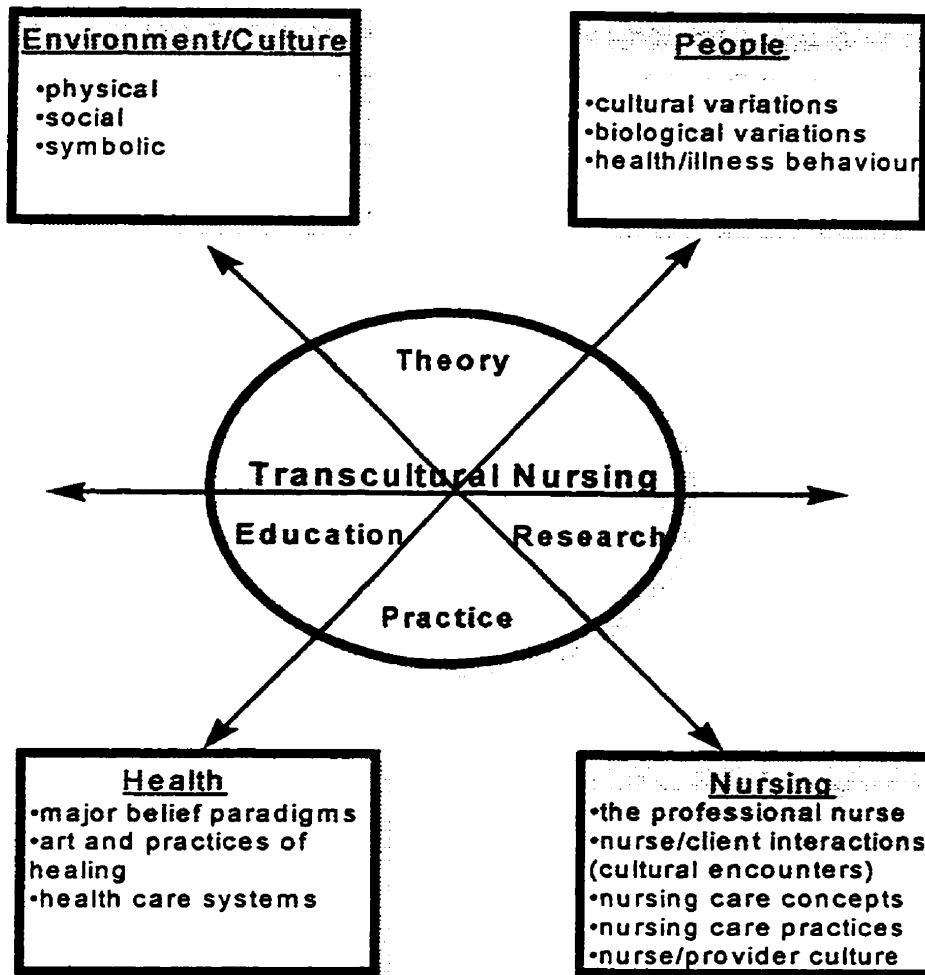 Environment/Culture
•physical
•social
•symbolic
People
•cultural variations
•biological variations
•health/illness behaviour
Theory
Transcultural Nursing
Education
Research
Practice
Health
•major belief paradigms
•art and practices of
healing
•health care systems
Nursing
•the professional nurse
•nurse/client interactions
(cultural encounters)
•nursing care concepts
•nursing care practices
•nurse/provider culture